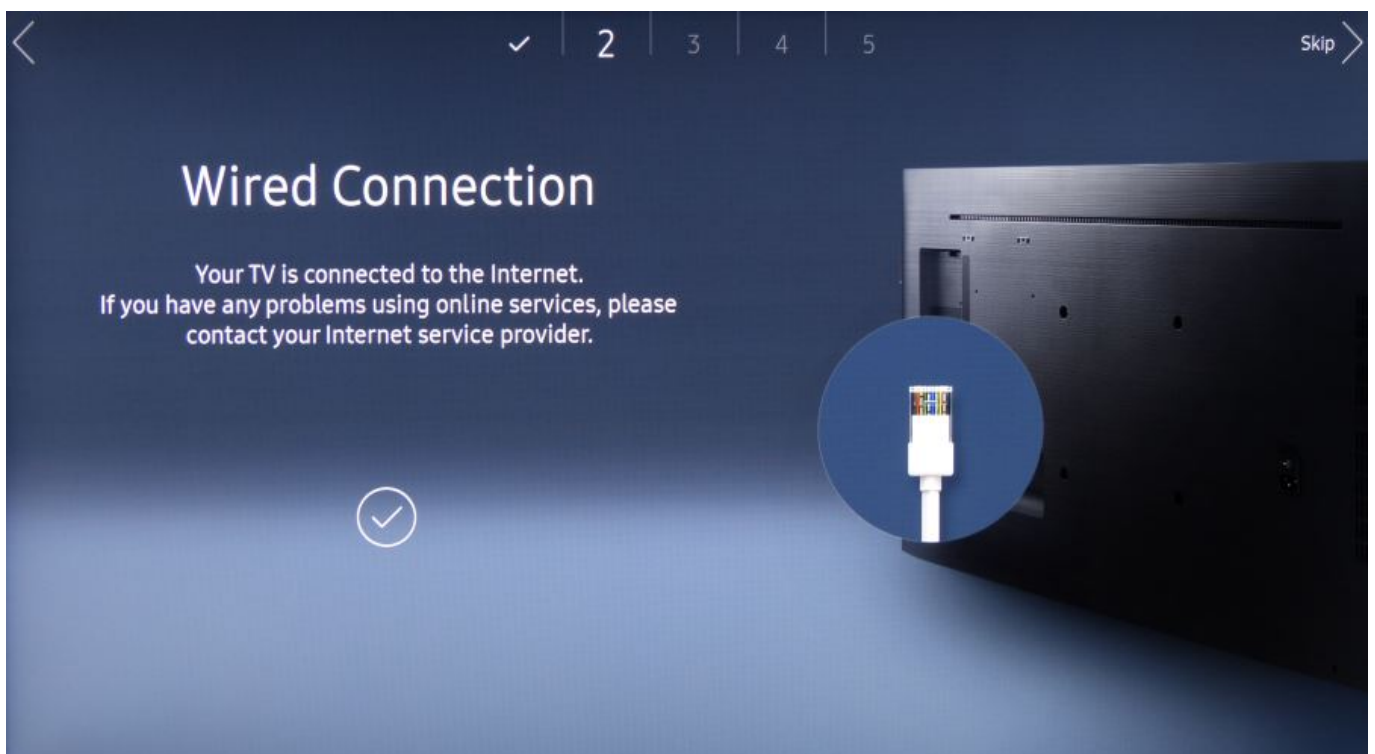 2 3 4 5
Skip
Wired Connection
Your TV is connected to the Internet.
If you have any problems using online services, please
contact your Internet service provider.